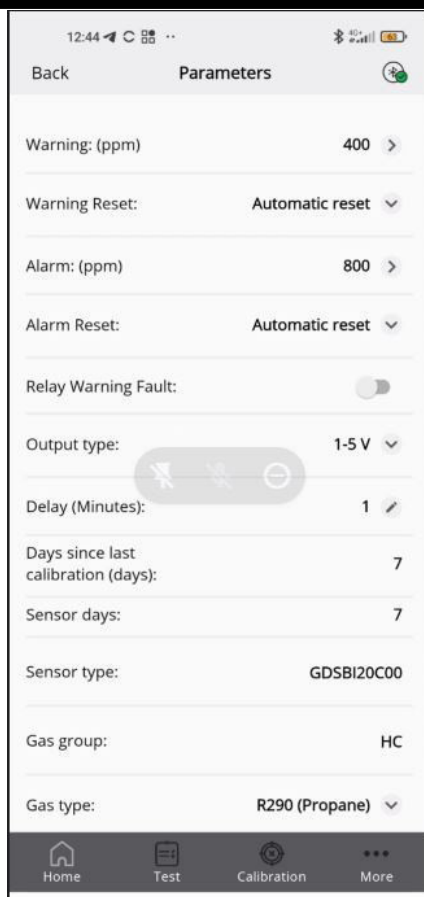 12:44
Back Parameters
Warning: (ppm) 400
Warning Reset: Automatic reset
Alarm: (ppm) 800
Alarm Reset: Automatic reset
Relay Warning Fault:
Output type: 1-5 V
Delay (Minutes): 1
Days since last
calibration (days): 7
Sensor days: 7
Sensor type: GDSBI20C00
Gas group: HC
Gas type: R290 (Propane)
Home Test Calibration More